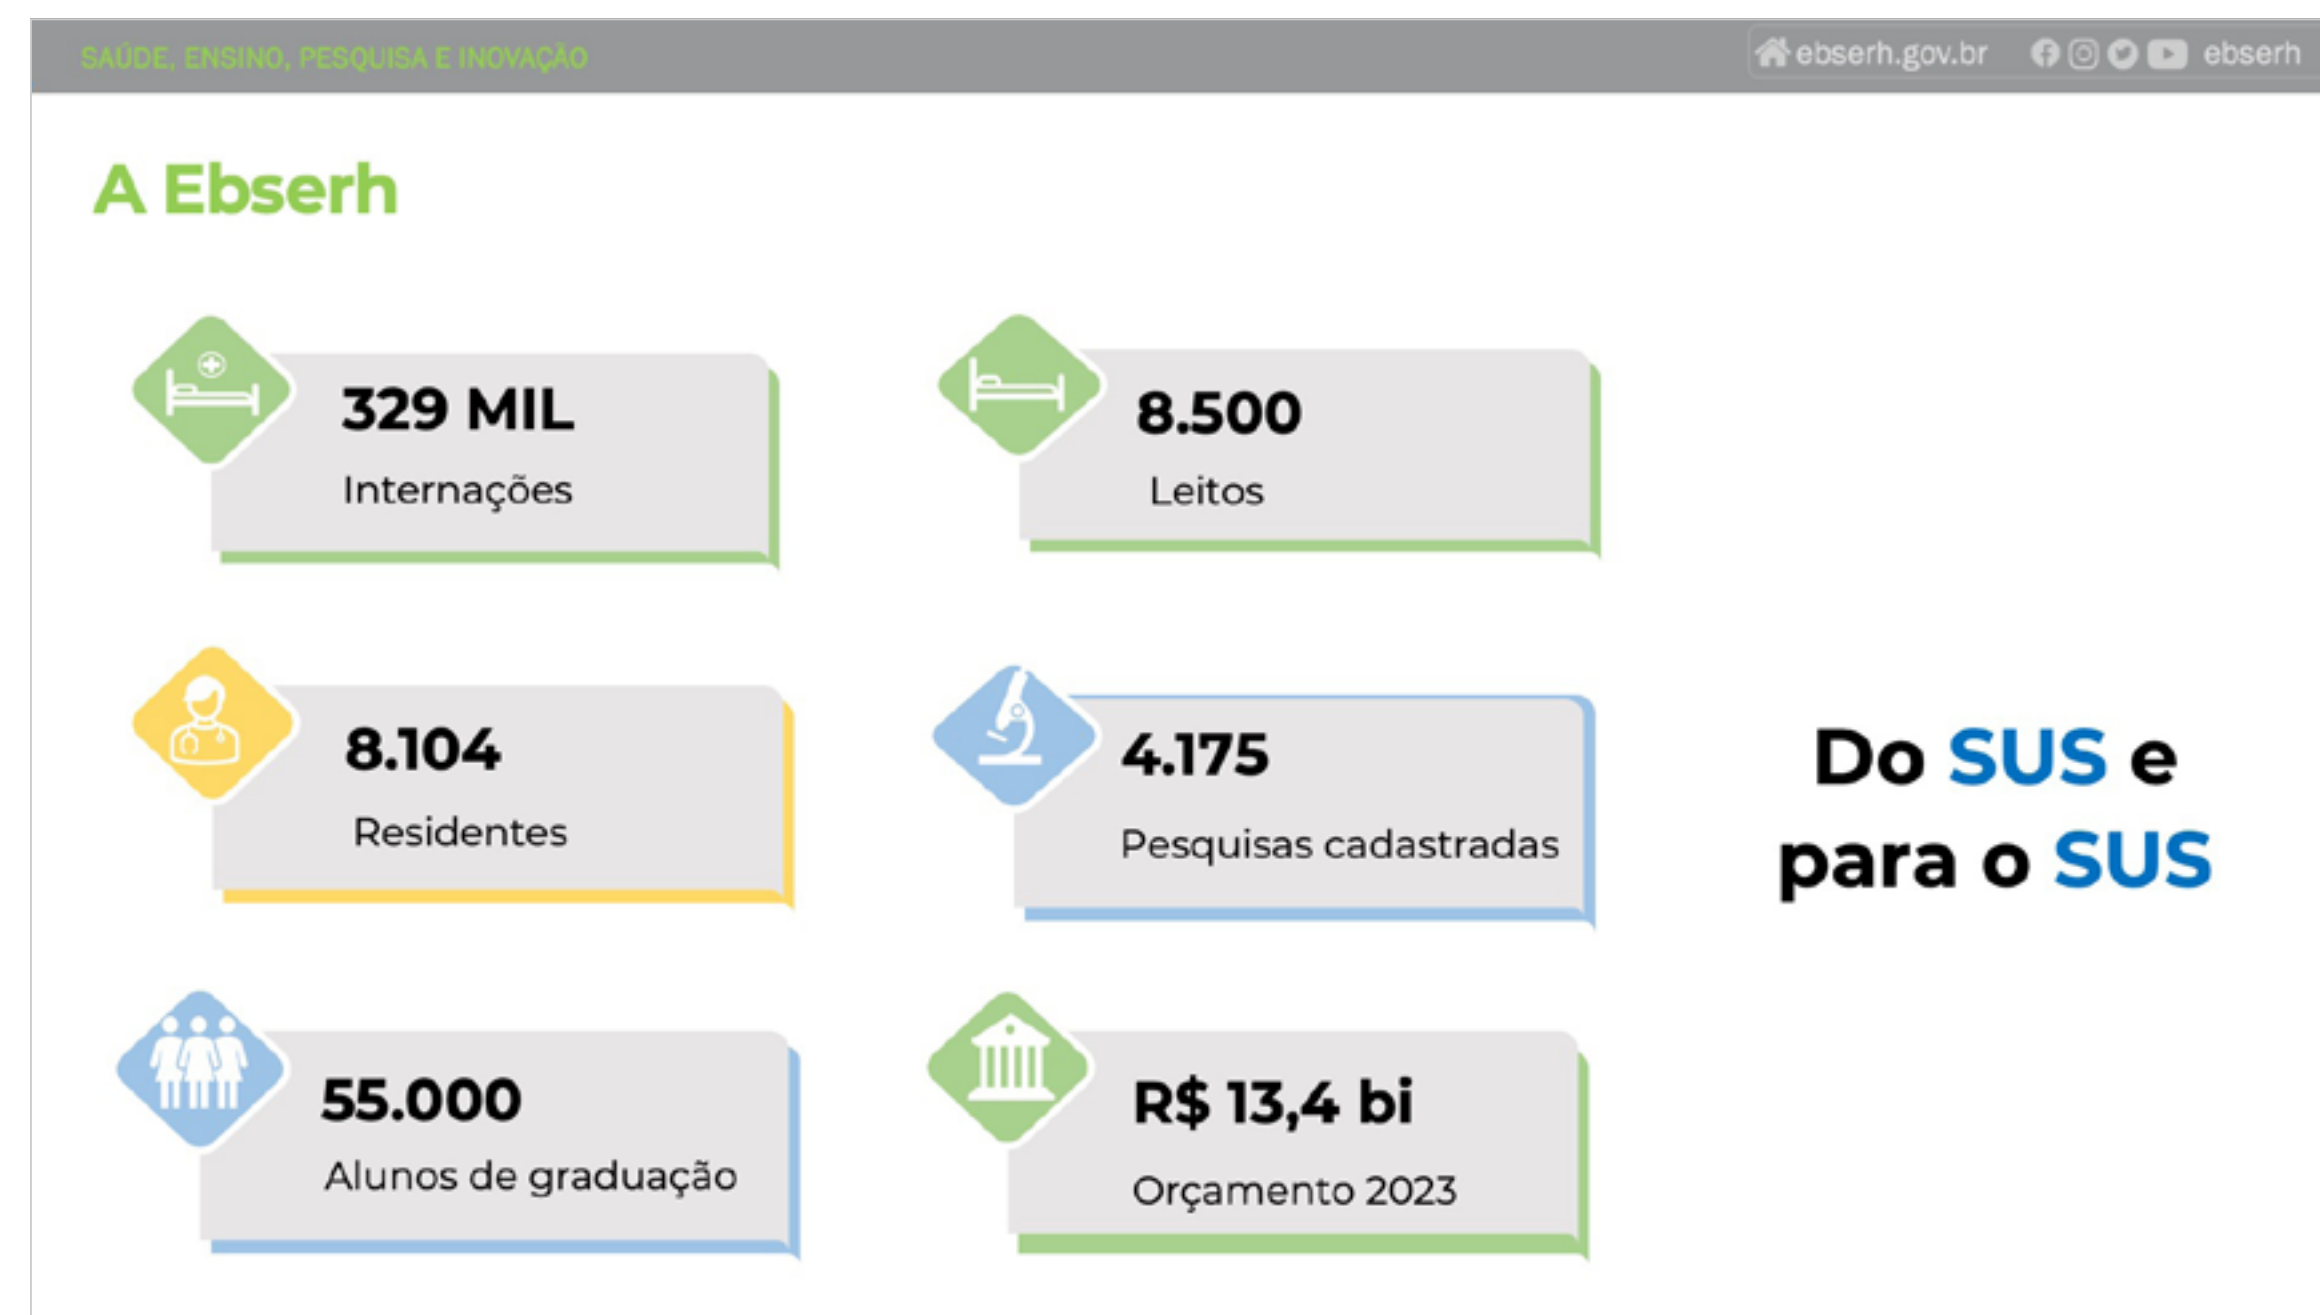 SAÚDE, ENSINO, PESQUISA E INOVAÇÃO
ebserh.gov.br ebserh
A Ebserh
329 MIL
Internações
8.500
Leitos
8.104
Residentes
4.175
Pesquisas cadastradas
55.000
Alunos de graduação
R$ 13,4 bi
Orçamento 2023
Do SUS e
para o SUS